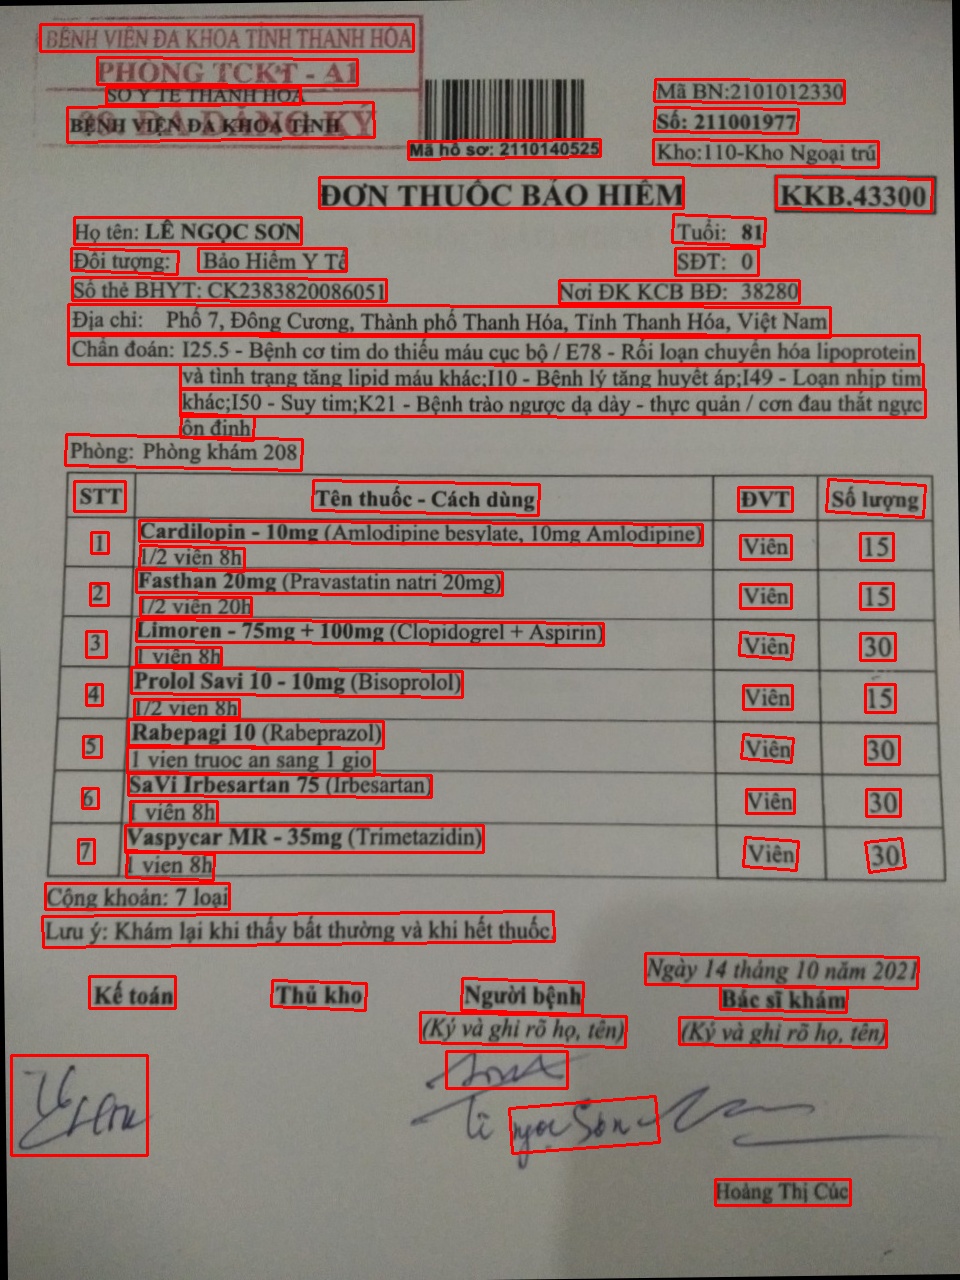 BỆNH VIỆN ĐA KHOA TỈNH THANH HÓA
PHÒNG TCKT - A1
SỞ Y TẾ THANH HÓA
BỆNH VIỆN ĐA KHOA TỈNH
ĐA ĐĂNG KÝ
Mã hồ sơ: 2110140525
Mã BN:2101012330
Số: 211001977
Kho:110-Kho Ngoại trú
ĐƠN THUỐC BẢO HIỂM
KKB.43300
Họ tên: LÊ NGỌC SƠN Tuổi: 81
Đối tượng: Bảo Hiểm Y Tế SĐT: 0
Số thẻ BHYT: CK2383820086051 Nơi ĐK KCB BĐ: 38280
Địa chỉ: Phố 7, Đông Cương, Thành phố Thanh Hóa, Tỉnh Thanh Hóa, Việt Nam
Chẩn đoán: I25.5 - Bệnh cơ tim do thiếu máu cục bộ / E78 - Rối loạn chuyển hóa lipoprotein
và tình trạng tăng lipid máu khác;I10 - Bệnh lý tăng huyết áp;I49 - Loạn nhịp tim
khác;I50 - Suy tim;K21 - Bệnh trào ngược dạ dày - thực quản / cơn đau thắt ngực
ổn định
Phòng: Phòng khám 208
STT Tên thuốc - Cách dùng ĐVT Số lượng
1 Cardilopin - 10mg (Amlodipine besylate, 10mg Amlodipine) Viên 15
1/2 viên 8h
2 Fasthan 20mg (Pravastatin natri 20mg) Viên 15
1/2 viên 20h
3 Limoren - 75mg + 100mg (Clopidogrel + Aspirin) Viên 30
1 viên 8h
4 Prolol Savi 10 - 10mg (Bisoprolol) Viên 15
1/2 viên 8h
5 Rabepagi 10 (Rabeprazol) Viên 30
1 vien truoc an sang 1 gio
6 SaVi Irbesartan 75 (Irbesartan) Viên 30
1 viên 8h
7 Vaspycar MR - 35mg (Trimetazidin) Viên 30
1 viên 8h
Cộng khoản: 7 loại
Lưu ý: Khám lại khi thấy bất thường và khi hết thuốc.
Ngày 14 tháng 10 năm 2021
Kế toán Thủ kho Người bệnh Bác sĩ khám
(Ký và ghi rõ họ, tên) (Ký và ghi rõ họ, tên)
Lê Ngọc Sơn
Hoàng Thị Cúc